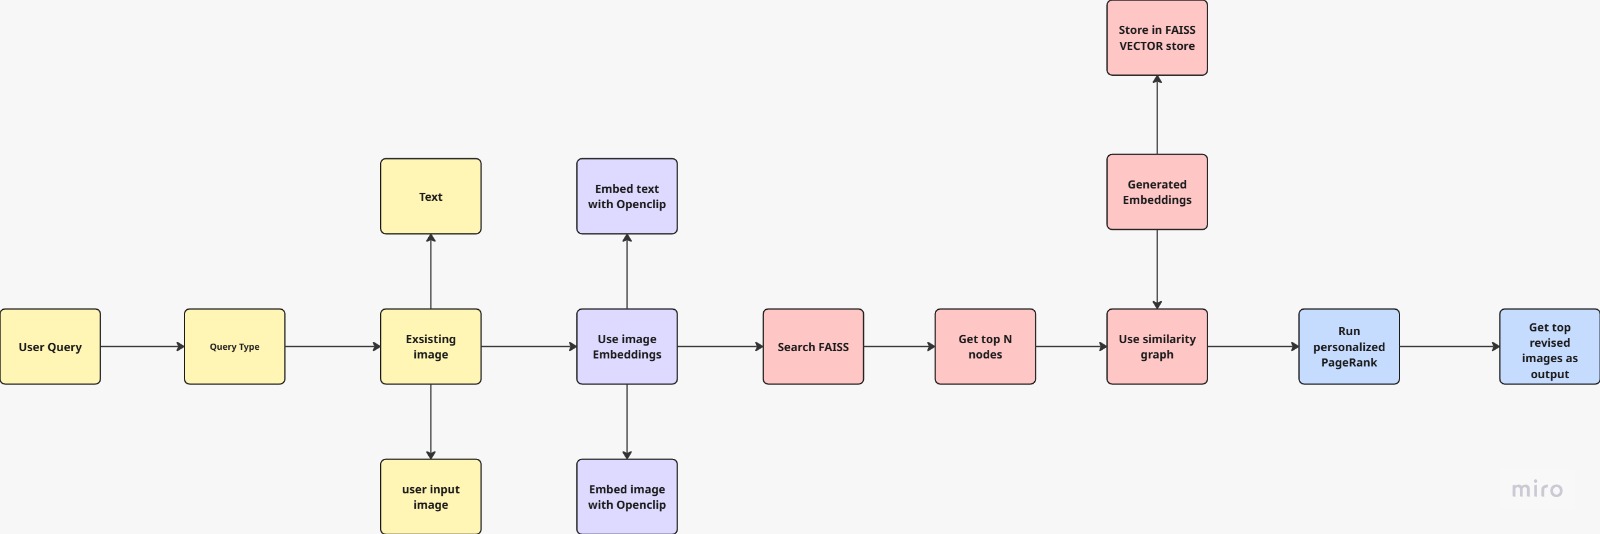 Store in FAISS
VECTOR store
Text
Embed text
with Openclip
Generated
Embeddings
User Query
Query Type
Exsisting
image
Use image
Embeddings
Search FAISS
Get top N
nodes
Use similarity
graph
Run
personalized
PageRank
Get top
revised
images as
output
user input
image
Embed image
with Openclip
miro